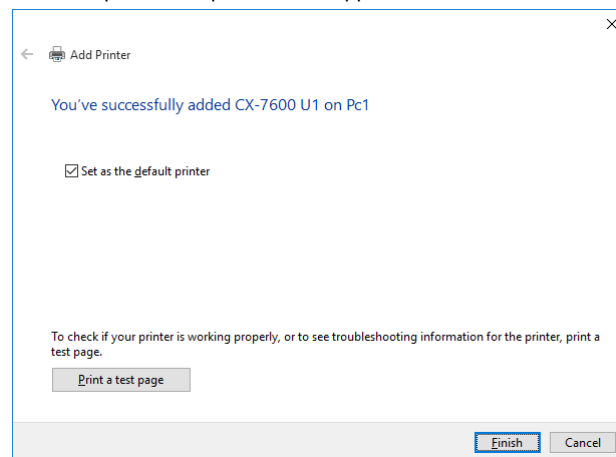 Add Printer
You've successfully added CX-7600 U1 on Pc1
Set as the default printer
To check if your printer is working properly, or to see troubleshooting information for the printer, print a
test page.
Print a test page
Finish Cancel